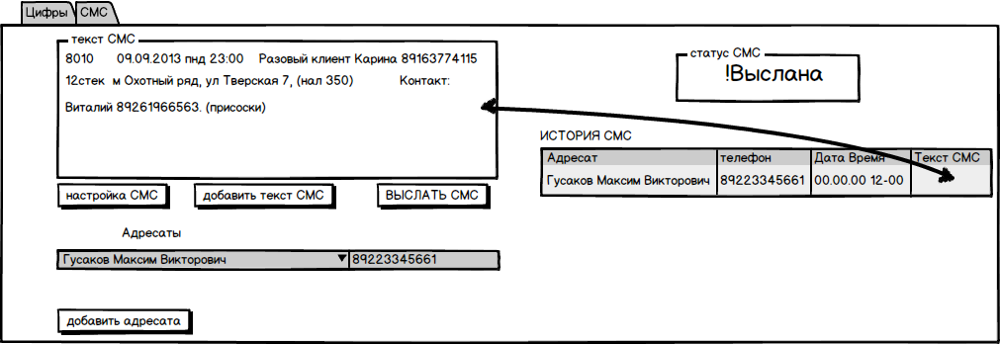 Цифры СМС
текст СМС
8010 09.09.2013 пнд 23:00 Разовый клиент Карина 89163774115
12стек м Охотный ряд, ул Тверская 7, (нал 350) Контакт:
Виталий 89261966563. (присоски)
настройка СМС добавить текст СМС ВЫСЛАТЬ СМС
Адресаты
Гусаков Максим Викторович 89223345661
добавить адресата
статус СМС
!Выслана
ИСТОРИЯ СМС
Адресат телефон Дата Время Текст СМС
Гусаков Максим Викторович 89223345661 00.00.00 12-00